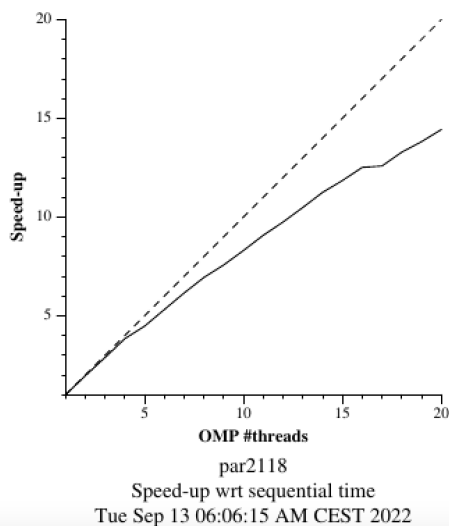 20
15
10
5
Speed-up
5 10 15 20
OMP #threads
par2118
Speed-up wrt sequential time
Tue Sep 13 06:06:15 AM CEST 2022